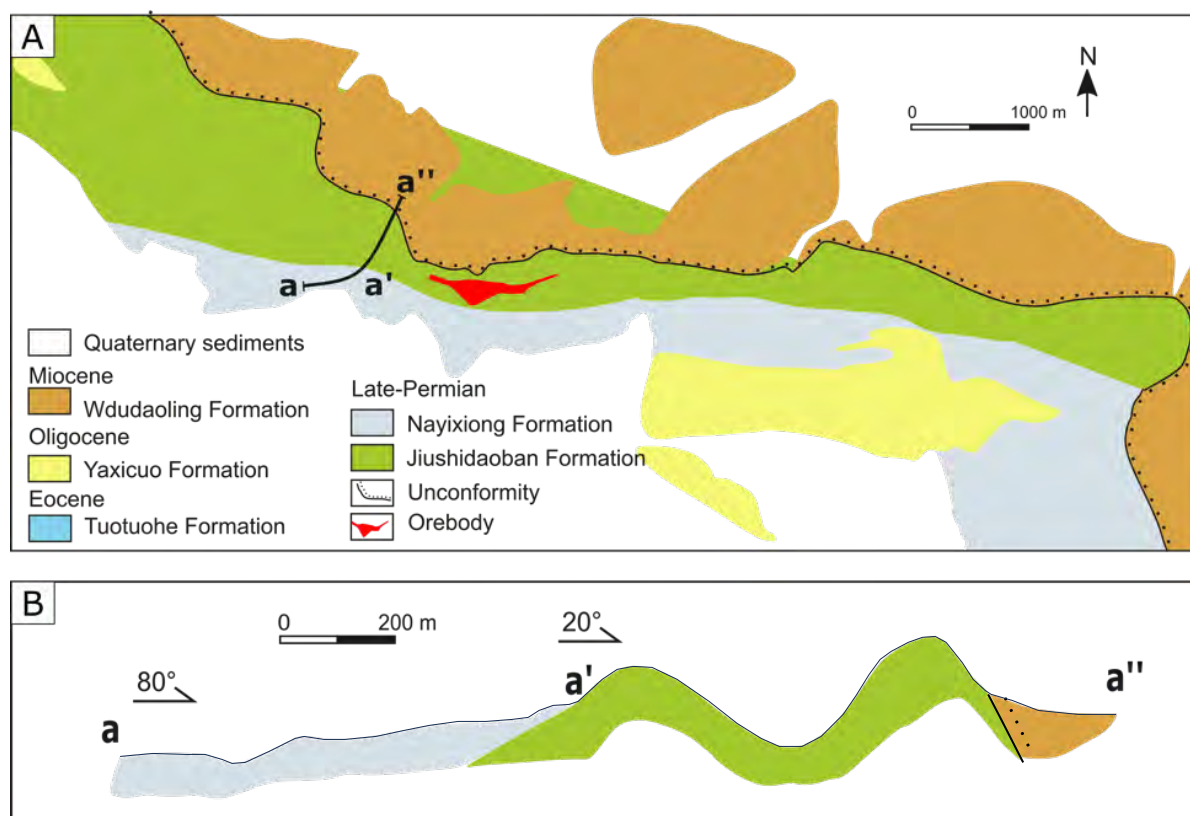 A
N
0 1000 m
a''
a
a'
Quaternary sediments
Miocene
Wdudaoling Formation
Oligocene
Yaxicuo Formation
Eocene
Tuotuohe Formation
Late-Permian
Nayixiong Formation
Jiushidaoban Formation
Unconformity
Orebody
B
0 200 m
20°
80°
a
a'
a''